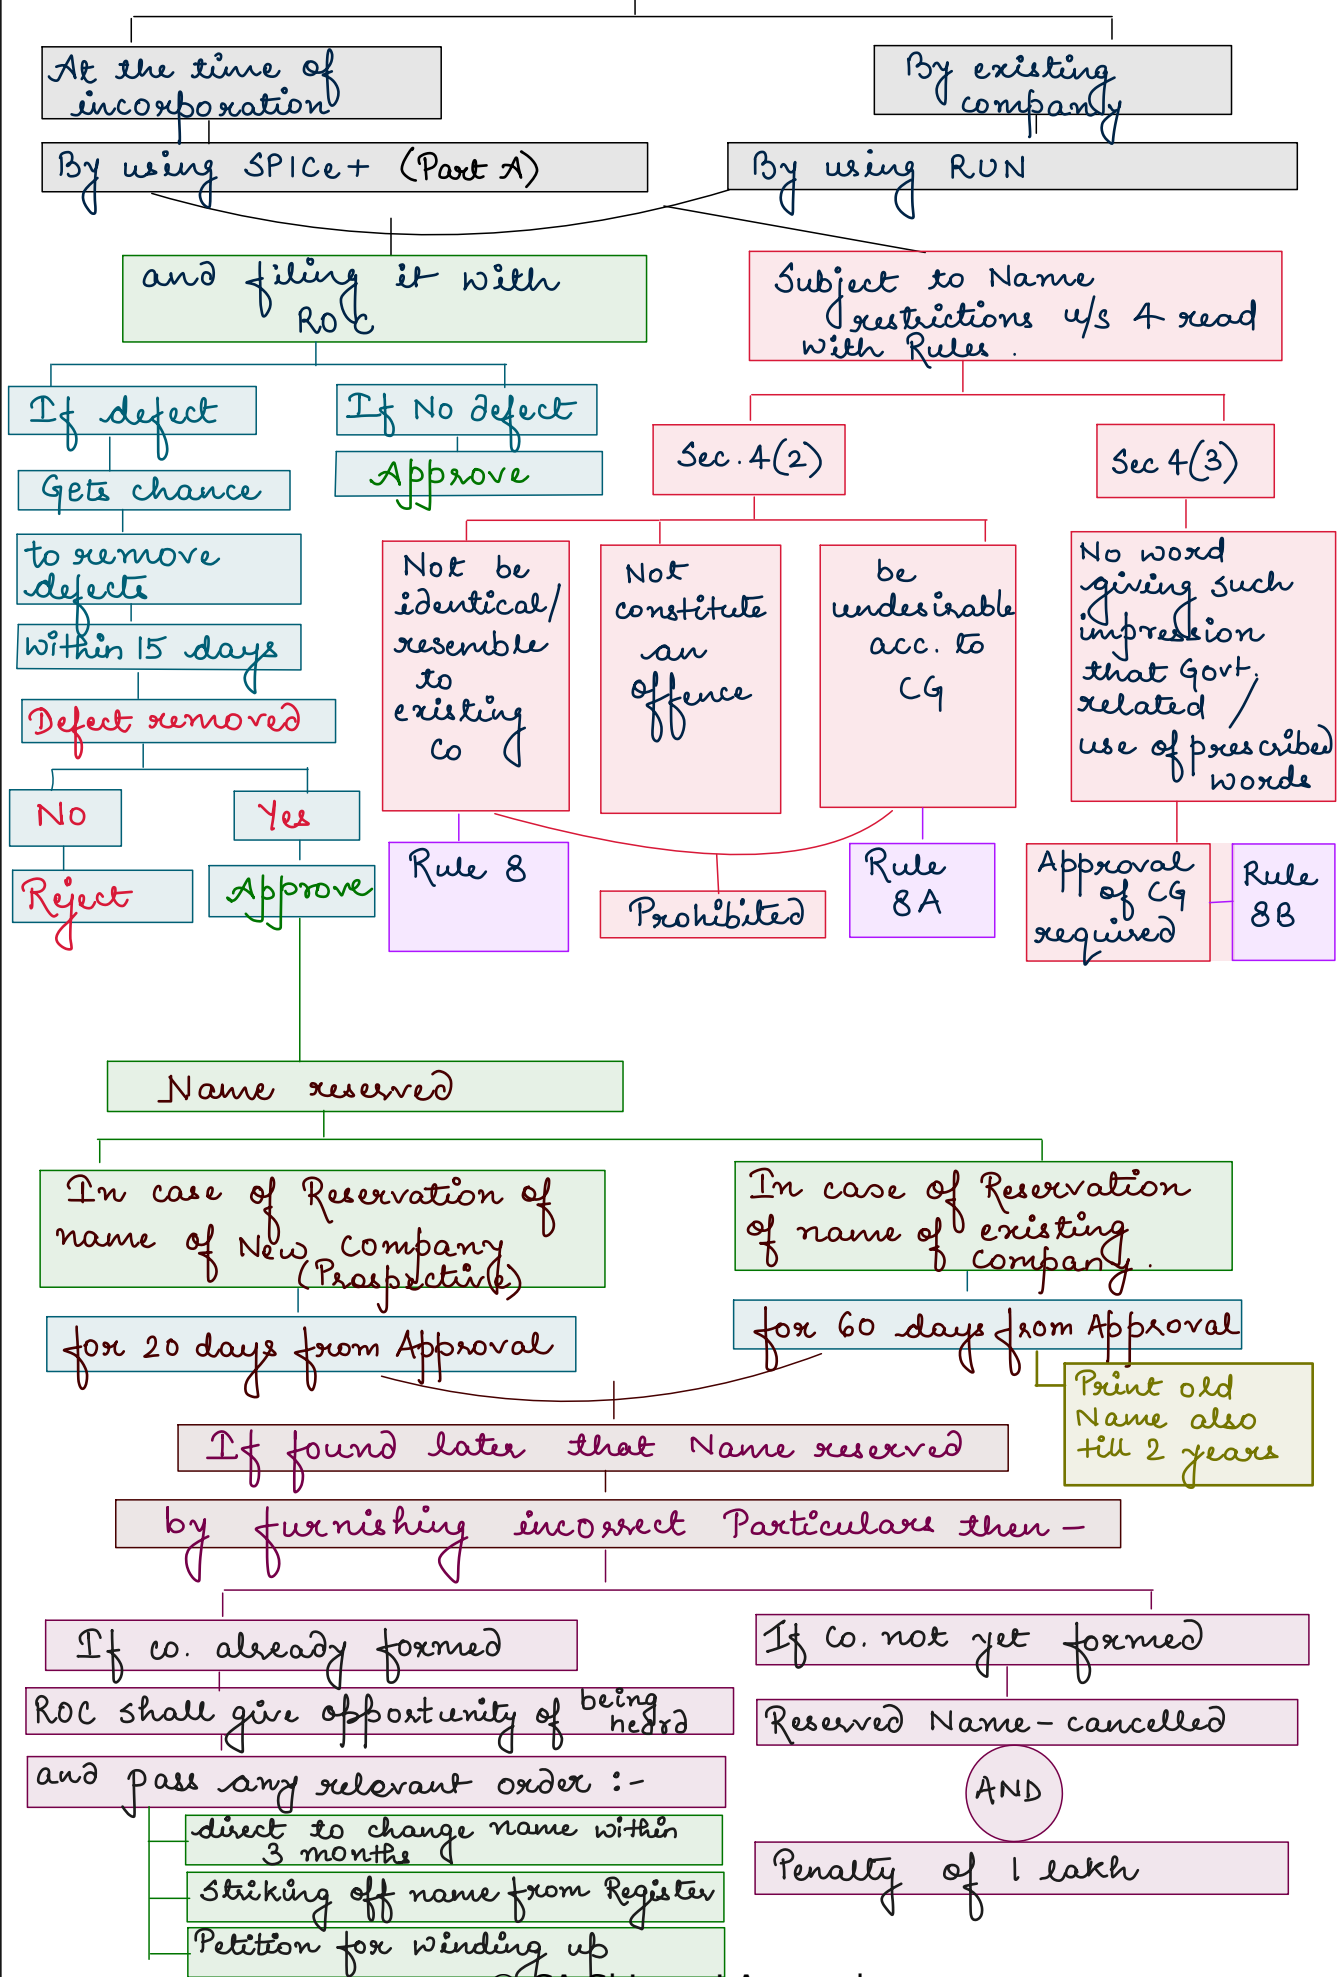 At the time of
incorporation
By existing
company
By using SPICe+ (Part A)
By using RUN
and filing it with
ROC
Subject to Name
restrictions u/s 4 read
with Rules.
If defect
If No defect
Gets chance
Approve
to remove
defects
within 15 days
Defect removed
No
Yes
Reject
Approve
Sec. 4(2)
Sec 4(3)
Not be
identical/
resemble
to
existing
Co
Not
constitute
an
offence
be
undesirable
acc. to
CG
No word
giving such
impression
that Govt.
related /
use of prescribed
words
Rule 8
Prohibited
Rule
8A
Approval
of CG
required
Rule
8B
Name reserved
In case of Reservation of
name of New Company
(Prospective)
In case of Reservation
of name of existing
Company.
for 20 days from Approval
for 60 days from Approval
Print old
Name also
till 2 years
If found later that Name reserved
by furnishing incorrect Particulars then -
If co. already formed
ROC shall give opportunity of being
heard
and pass any relevant order :-
direct to change name within
3 months
Striking off name from Register
Petition for winding up
If Co. not yet formed
Reserved Name - cancelled
AND
Penalty of 1 lakh